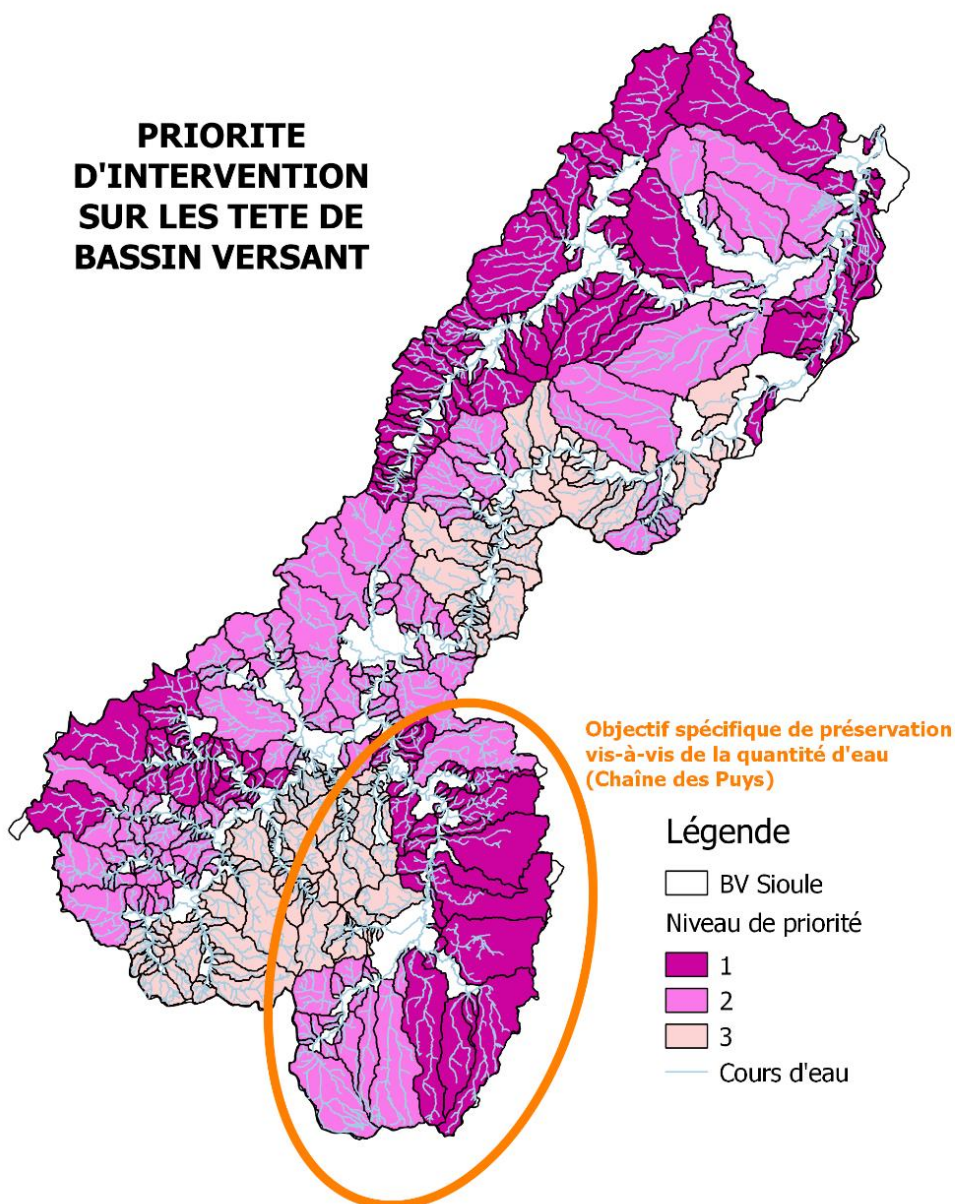 PRIORITE
D'INTERVENTION
SUR LES TETE DE
BASSIN VERSANT
Objectif spécifique de préservation
vis-à-vis de la quantité d'eau
(Chaîne des Puys)
Légende
BV Sioule
Niveau de priorité
1
2
3
Cours d'eau